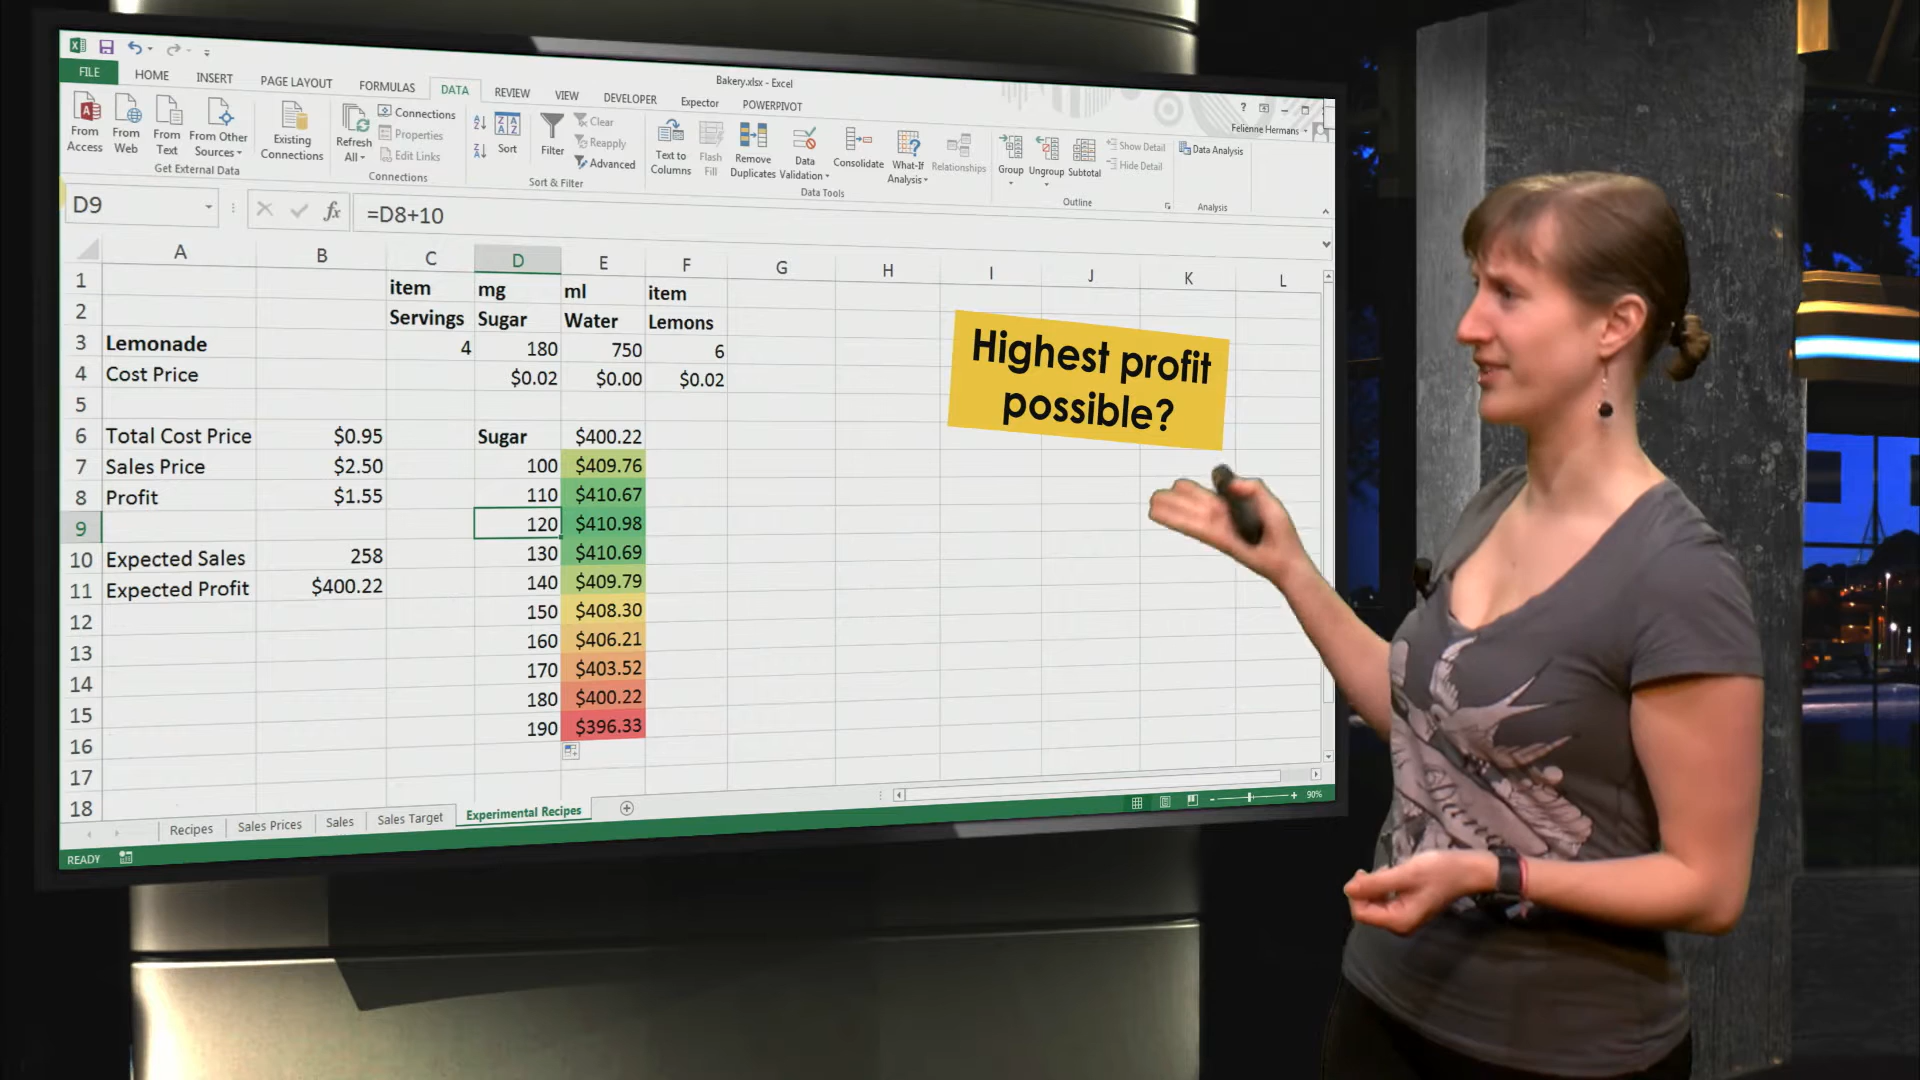 Bakery.xlsx - Excel
FILE HOME INSERT PAGE LAYOUT FORMULAS DATA REVIEW VIEW DEVELOPER Expector POWERPIVOT
Felienne Hermans
From Access
From Web
From Text
From Other Sources
Get External Data
Existing Connections
Refresh All
Connections
Properties
Edit Links
Connections
Sort
Filter
Clear
Reapply
Advanced
Sort & Filter
Text to Columns
Flash Fill
Remove Duplicates
Data Validation
Consolidate
What-If Analysis
Relationships
Data Tools
Group
Ungroup
Subtotal
Show Detail
Hide Detail
Outline
Data Analysis
Analysis
D9 fx =D8+10
A B C D E F G H I J K L
1 item mg ml item
2 Servings Sugar Water Lemons
3 Lemonade 4 180 750 6
4 Cost Price $0.02 $0.00 $0.02
5
6 Total Cost Price $0.95 Sugar $400.22
7 Sales Price $2.50 100 $409.76
8 Profit $1.55 110 $410.67
9 120 $410.98
10 Expected Sales 258 130 $410.69
11 Expected Profit $400.22 140 $409.79
12 150 $408.30
13 160 $406.21
14 170 $403.52
15 180 $400.22
16 190 $396.33
17
18
Highest profit
possible?
Recipes Sales Prices Sales Sales Target Experimental Recipes
READY 90%